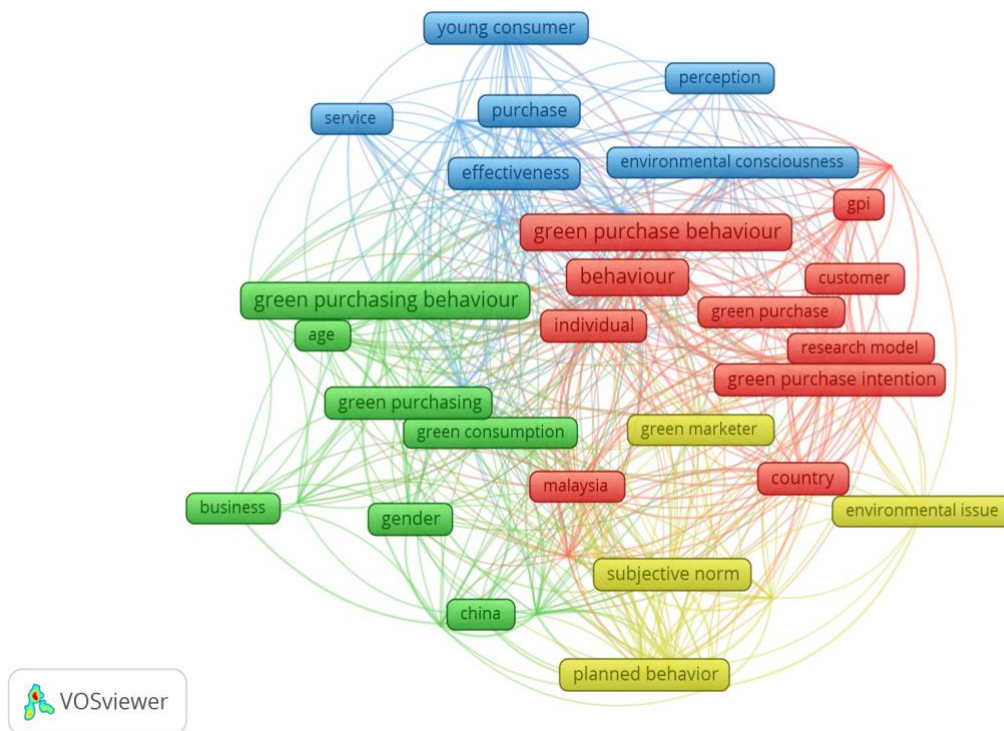 young consumer
perception
purchase
service
environmental consciousness
effectiveness
gpi
green purchase behaviour
behaviour
customer
green purchasing behaviour
green purchase
individual
age
research model
green purchase intention
green purchasing
green marketer
green consumption
country
malaysia
business
environmental issue
gender
subjective norm
china
planned behavior
VOSviewer